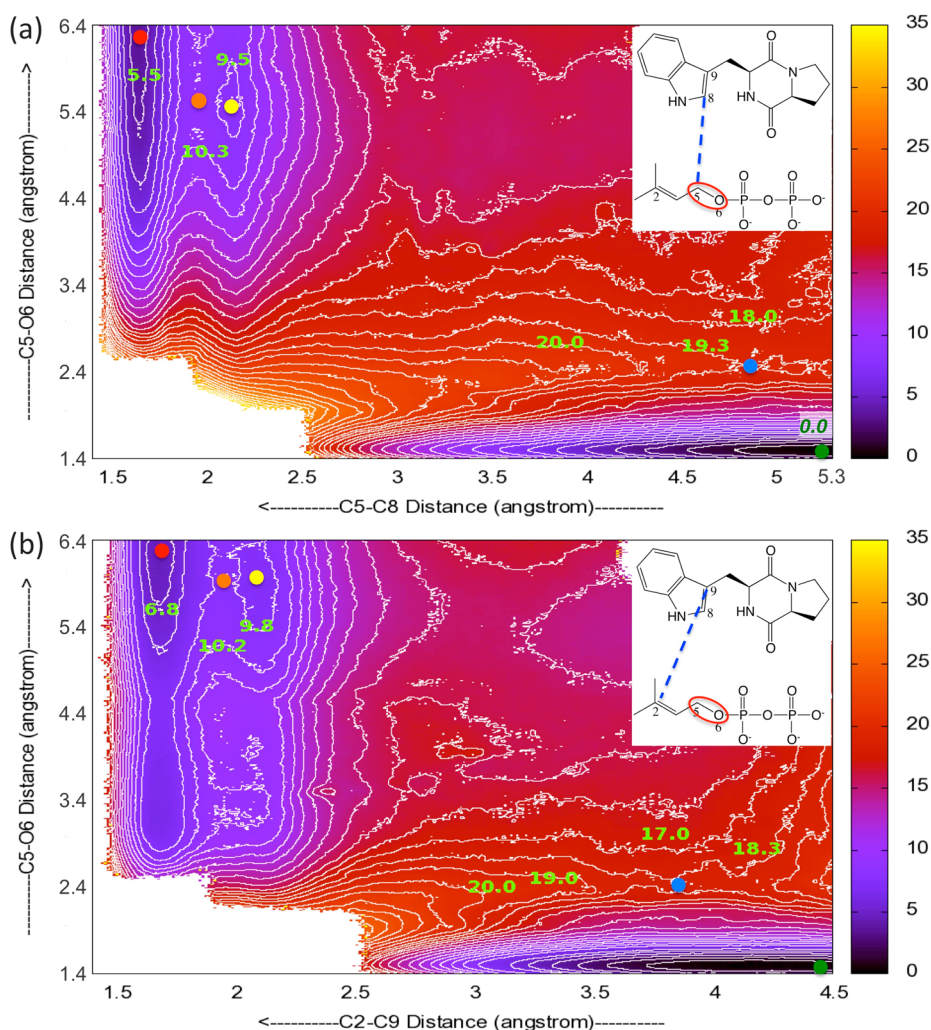 (a)
6.4
5.4
4.4
3.4
2.4
1.4
-----C5-O6 Distance (angstrom)----->
5.5
9.5
10.3
20.0
19.3
18.0
0.0
O
N
9
8
NH
HN
O
2
5
O
6
O
P
O
O
P
O-
O-
O-
1.5
2
2.5
3
3.5
4
4.5
5
5.3
<----------C5-C8 Distance (angstrom)----------
35
30
25
20
15
10
5
0
(b)
6.4
5.4
4.4
3.4
2.4
1.4
-----C5-O6 Distance (angstrom)----->
6.8
9.8
10.2
17.0
18.3
19.0
20.0
O
N
9
8
NH
HN
O
2
5
O
6
O
P
O
O
P
O-
O-
O-
1.5
2
2.5
3
3.5
4
4.5
<----------C2-C9 Distance (angstrom)----------
35
30
25
20
15
10
5
0